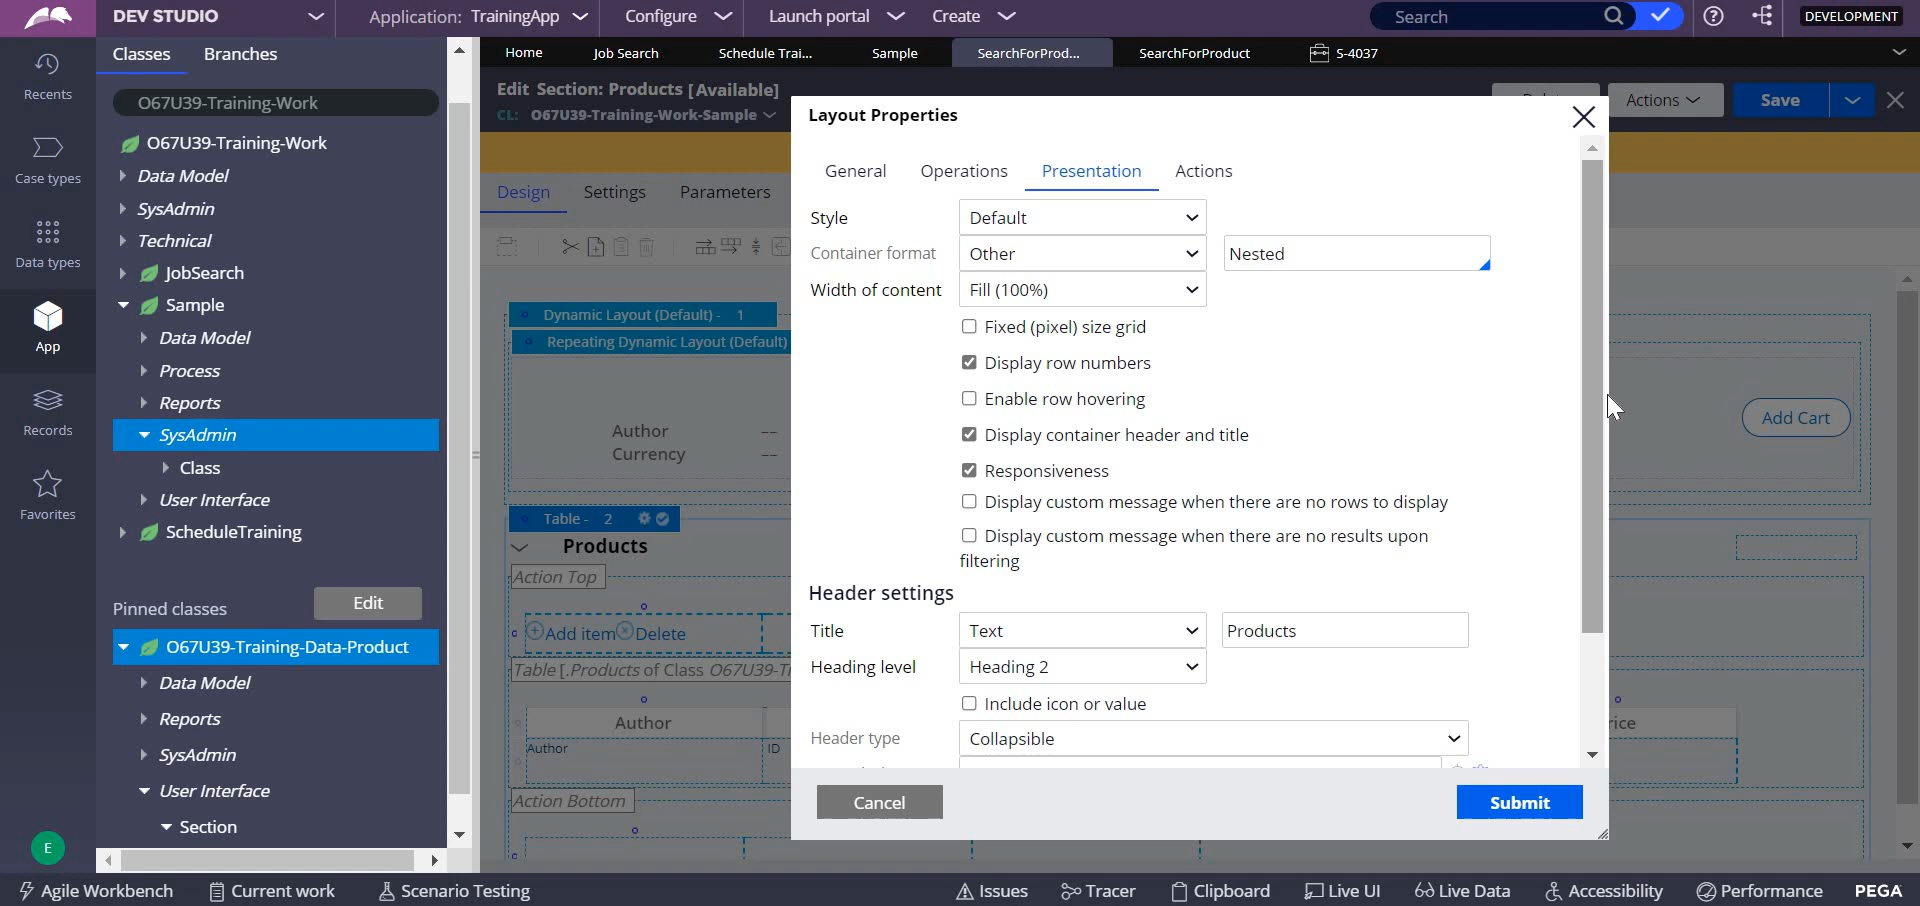 DEV STUDIO
Application: TrainingApp
Configure
Launch portal
Create
Search
DEVELOPMENT
Recents
Case types
Data types
App
Records
Favorites
E
Classes
Branches
O67U39-Training-Work
O67U39-Training-Work
Data Model
SysAdmin
Technical
JobSearch
Sample
Data Model
Process
Reports
SysAdmin
Class
User Interface
ScheduleTraining
Pinned classes
Edit
O67U39-Training-Data-Product
Data Model
Reports
SysAdmin
User Interface
Section
Home
Job Search
Schedule Trai...
Sample
SearchForProd...
SearchForProduct
S-4037
Edit Section: Products [Available]
CL: O67U39-Training-Work-Sample
Actions
Save
Design
Settings
Parameters
Dynamic Layout (Default) - 1
Repeating Dynamic Layout (Default)
Author --
Currency --
Add Cart
Table - 2
Products
Action Top
Add item Delete
Table [.Products of Class O67U39-Tr
Author
rice
Author
ID
Action Bottom
Layout Properties
General
Operations
Presentation
Actions
Style
Default
Container format
Other
Nested
Width of content
Fill (100%)
Fixed (pixel) size grid
Display row numbers
Enable row hovering
Display container header and title
Responsiveness
Display custom message when there are no rows to display
Display custom message when there are no results upon
filtering
Header settings
Title
Text
Products
Heading level
Heading 2
Include icon or value
Header type
Collapsible
Cancel
Submit
Agile Workbench
Current work
Scenario Testing
Issues
Tracer
Clipboard
Live UI
Live Data
Accessibility
Performance
PEGA